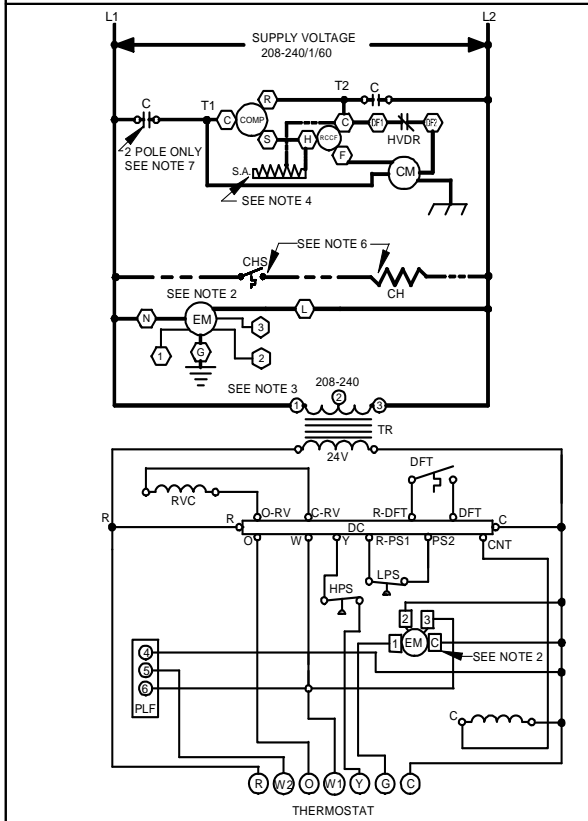 L1 L2
SUPPLY VOLTAGE
208-240/1/60
C T1 C COMP R T2 C
S H RCCF C DF1 DF2
HVDR
F
2 POLE ONLY
SEE NOTE 7
S.A.
CM
SEE NOTE 4
SEE NOTE 6
CHS
CH
SEE NOTE 2
N EM L
3
1 G 2
SEE NOTE 3
208-240
1 2 3
TR
24V
DFT
RVC
O-RV C-RV R-DFT DFT
R R DC C
O W Y R-PS1 PS2 CNT
HPS LPS
2 3
1 EM C
SEE NOTE 2
4
5
6
PLF
C
R W2 O W1 Y G C
THERMOSTAT